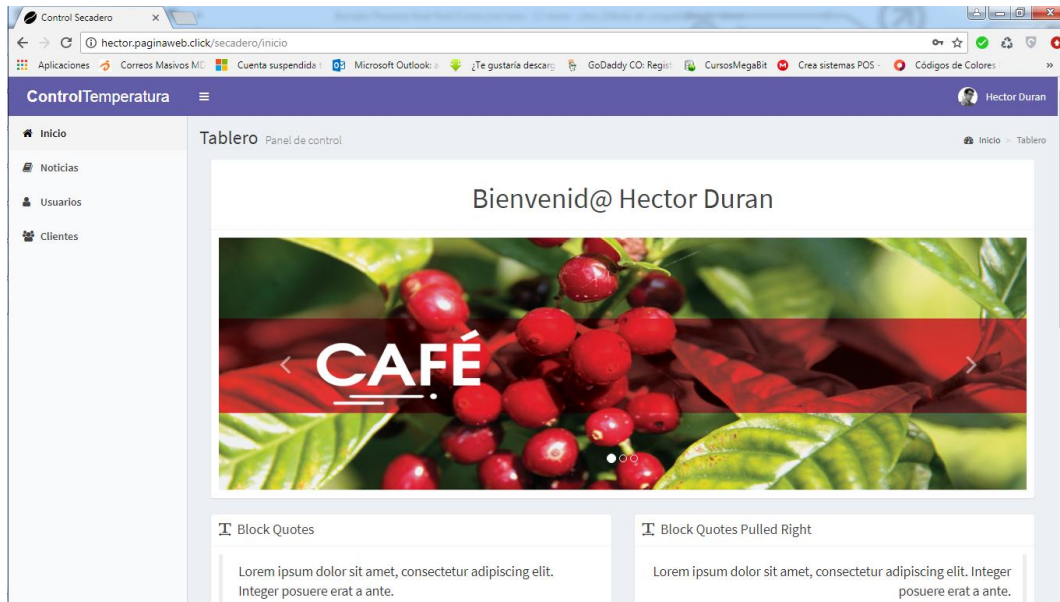 Control Secadero
hector.paginaweb.click/secadero/inicio
Aplicaciones Correos Masivos MD Cuenta suspendida Microsoft Outlook: ¿Te gustaría descarg GoDaddy CO: Regist CursosMegaBit Crea sistemas POS - Códigos de Colores »
ControlTemperatura Hector Duran
Inicio
Noticias
Usuarios
Clientes
Tablero Panel de control Inicio > Tablero
Bienvenid@ Hector Duran
CAFÉ
Block Quotes
Lorem ipsum dolor sit amet, consectetur adipiscing elit.
Integer posuere erat a ante.
Block Quotes Pulled Right
Lorem ipsum dolor sit amet, consectetur adipiscing elit. Integer
posuere erat a ante.